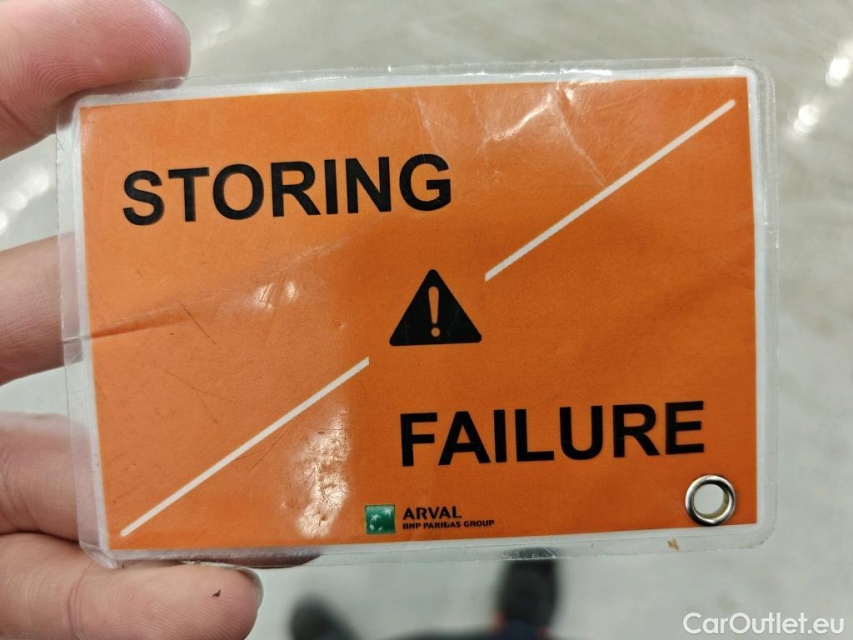 STORING
FAILURE
ARVAL
BNP PARIBAS GROUP
CarOutlet.eu